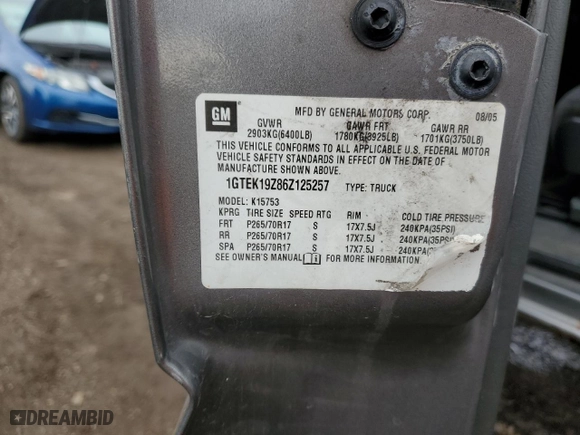 GM
MFD BY GENERAL MOTORS CORP. 08/05
GVWR GAWR FRT GAWR RR
2903KG(6400LB) 1780KG(3925LB) 1701KG(3750LB)
THIS VEHICLE CONFORMS TO ALL APPLICABLE U.S. FEDERAL MOTOR
VEHICLE SAFETY STANDARDS IN EFFECT ON THE DATE OF
MANUFACTURE SHOWN ABOVE.
1GTEK19Z86Z125257 TYPE: TRUCK
MODEL: K15753
KPRG TIRE SIZE SPEED RTG RIM COLD TIRE PRESSURE
FRT P265/70R17 S 17X7.5J 240KPA(35PSI)
RR P265/70R17 S 17X7.5J 240KPA(35PSI)
SPA P265/70R17 S 17X7.5J 240KPA(35
SEE OWNER'S MANUAL FOR MORE INFORMATION.
DREAMBID